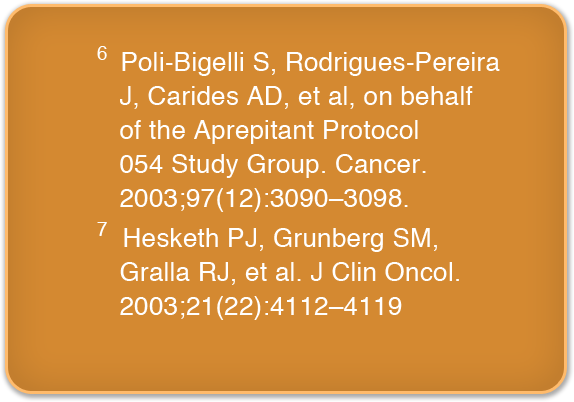 6 Poli-Bigelli S, Rodrigues-Pereira
J, Carides AD, et al, on behalf
of the Aprepitant Protocol
054 Study Group. Cancer.
2003;97(12):3090–3098.
7 Hesketh PJ, Grunberg SM,
Gralla RJ, et al. J Clin Oncol.
2003;21(22):4112–4119